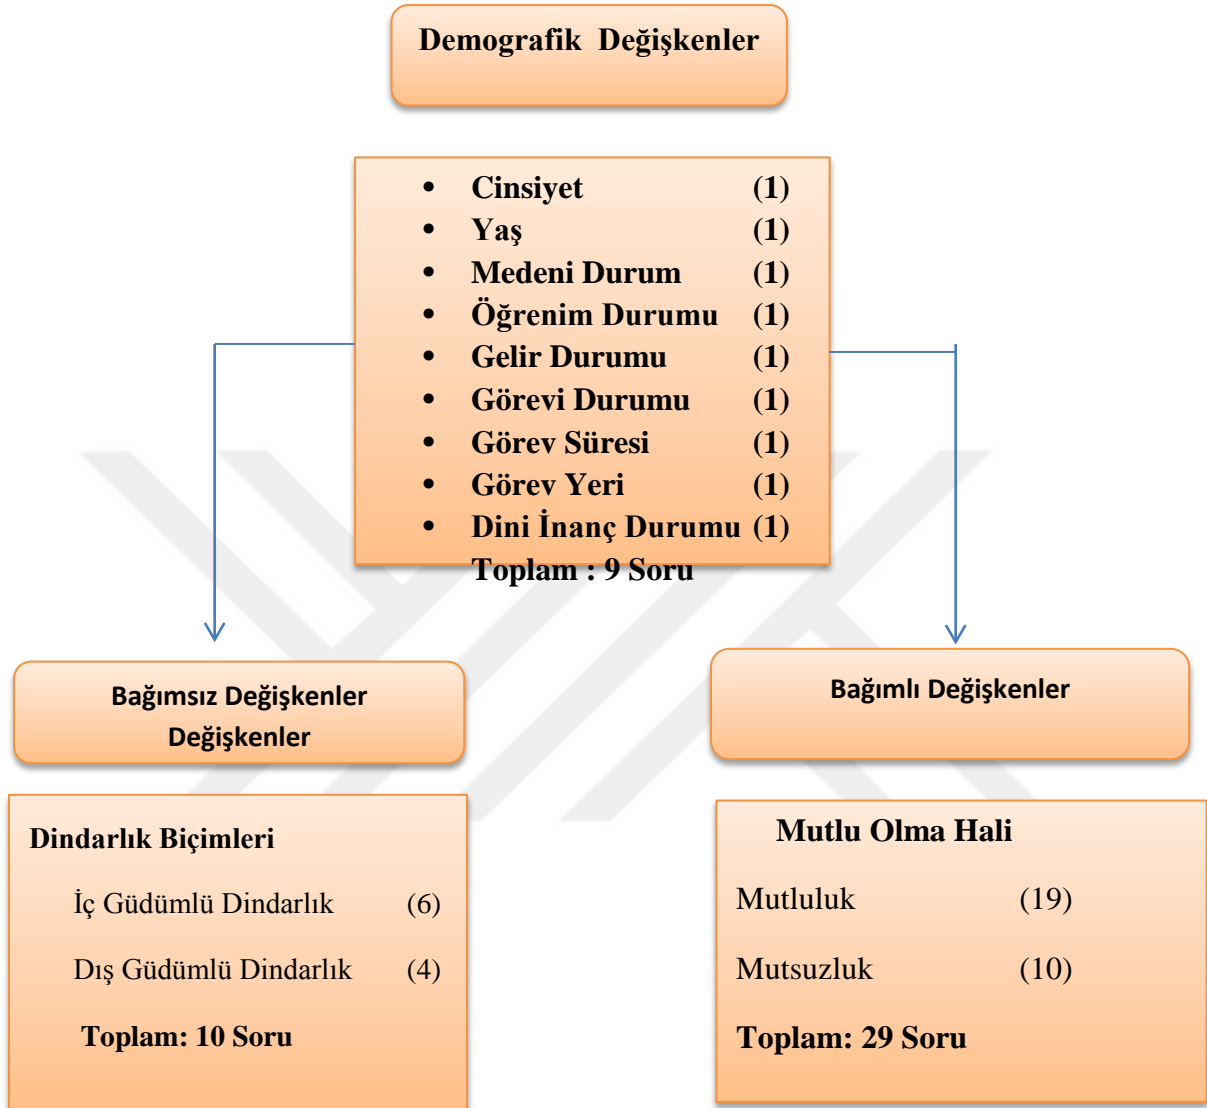 Demografik Değişkenler
• Cinsiyet (1)
• Yaş (1)
• Medeni Durum (1)
• Öğrenim Durumu (1)
• Gelir Durumu (1)
• Görevi Durumu (1)
• Görev Süresi (1)
• Görev Yeri (1)
• Dini İnanç Durumu (1)
Toplam : 9 Soru
Bağımsız Değişkenler
Değişkenler
Dindarlık Biçimleri
İç Güdümlü Dindarlık (6)
Dış Güdümlü Dindarlık (4)
Toplam: 10 Soru
Bağımlı Değişkenler
Mutlu Olma Hali
Mutluluk (19)
Mutsuzluk (10)
Toplam: 29 Soru